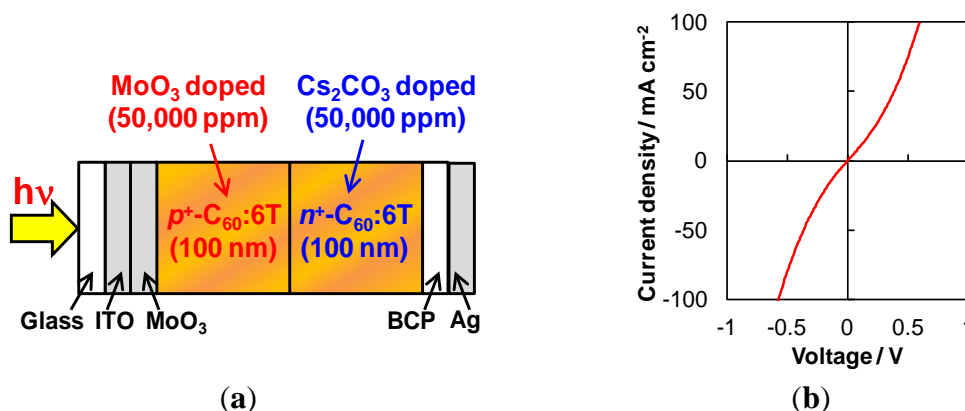 MoO3 doped
(50,000 ppm)
Cs2CO3 doped
(50,000 ppm)
hν
p+-C60:6T
(100 nm)
n+-C60:6T
(100 nm)
Glass ITO MoO3
BCP Ag
(a)
Current density / mA cm-2
100
50
0
-50
-100
-1 -0.5 0 0.5 1
Voltage / V
(b)